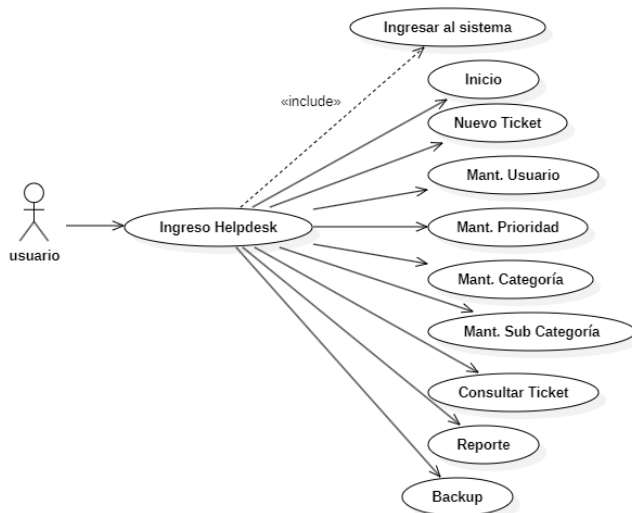 Ingresar al sistema
«include»
Inicio
Nuevo Ticket
Mant. Usuario
usuario
Ingreso Helpdesk
Mant. Prioridad
Mant. Categoría
Mant. Sub Categoría
Consultar Ticket
Reporte
Backup